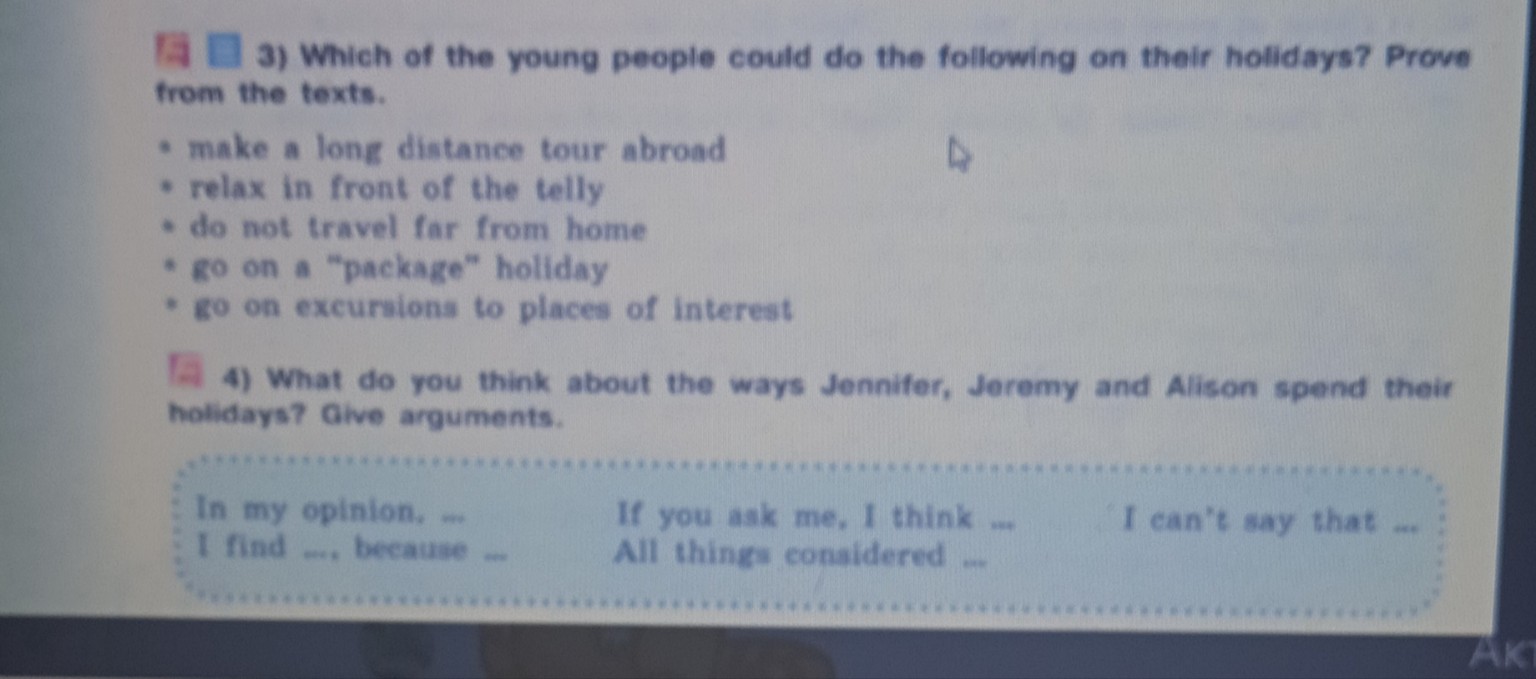 3) Which of the young people could do the following on their holidays? Prove
from the texts.
• make a long distance tour abroad
• relax in front of the telly
• do not travel far from home
• go on a "package" holiday
• go on excursions to places of interest
4) What do you think about the ways Jennifer, Jeremy and Alison spend their
holidays? Give arguments.
In my opinion, ... If you ask me, I think ... I can't say that ...
I find ..., because ... All things considered ...